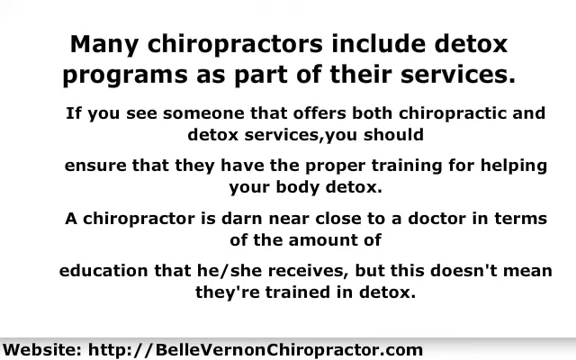 Many chiropractors include detox
programs as part of their services.
If you see someone that offers both chiropractic and
detox services,you should
ensure that they have the proper training for helping
your body detox.
A chiropractor is darn near close to a doctor in terms
of the amount of
education that he/she receives, but this doesn't mean
they're trained in detox.
Website: http://BelleVernonChiropractor.com